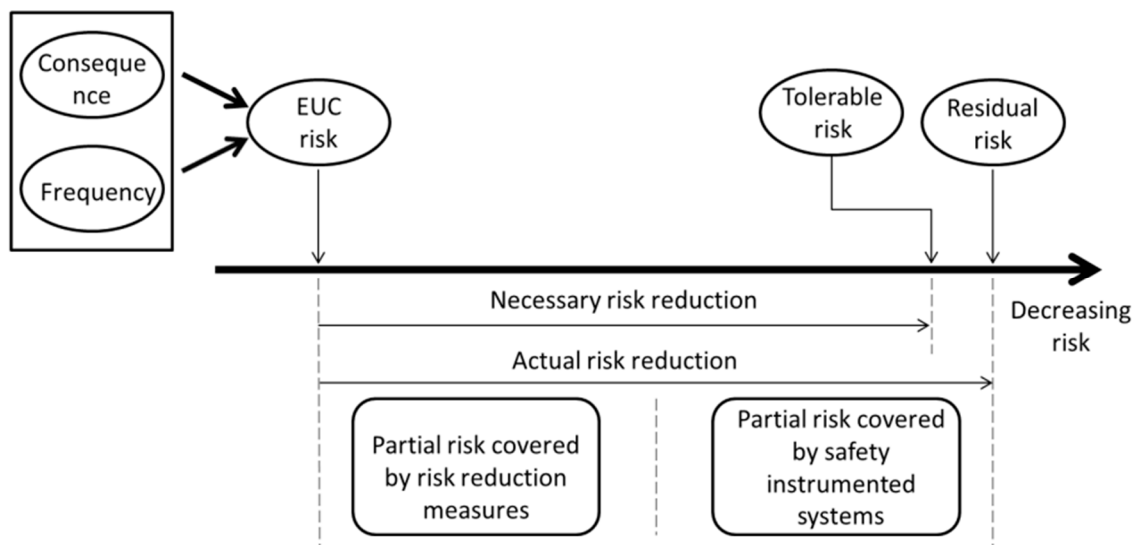 Conseque
nce
Frequency
EUC
risk
Tolerable
risk
Residual
risk
Necessary risk reduction
Decreasing
risk
Actual risk reduction
Partial risk covered
by risk reduction
measures
Partial risk covered
by safety
instrumented
systems